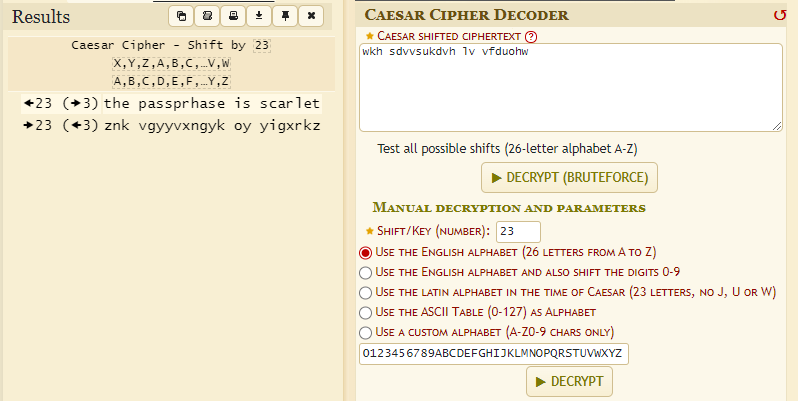 Results
Caesar Cipher - Shift by 23
X,Y,Z,A,B,C,…V,W
A,B,C,D,E,F,…Y,Z
🠜23 (🠞3) the passprhase is scarlet
🠞23 (🠜3) znk vgyyvxngyk oy yigxrkz
Caesar Cipher Decoder
★ Caesar shifted ciphertext ?
wkh sdvvsukdvh lv vfduohw
Test all possible shifts (26-letter alphabet A-Z)
▶ DECRYPT (BRUTEFORCE)
Manual decryption and parameters
★ Shift/Key (number): 23
Use the English alphabet (26 letters from A to Z)
Use the English alphabet and also shift the digits 0-9
Use the latin alphabet in the time of Caesar (23 letters, no J, U or W)
Use the ASCII Table (0-127) as Alphabet
Use a custom alphabet (A-Z0-9 chars only)
0123456789ABCDEFGHIJKLMNOPQRSTUVWXYZ
▶ DECRYPT